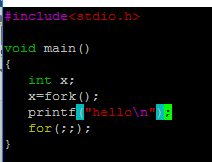 #include<stdio.h>
void main()
{
int x;
x=fork();
printf("hello\n");
for(;;);
}